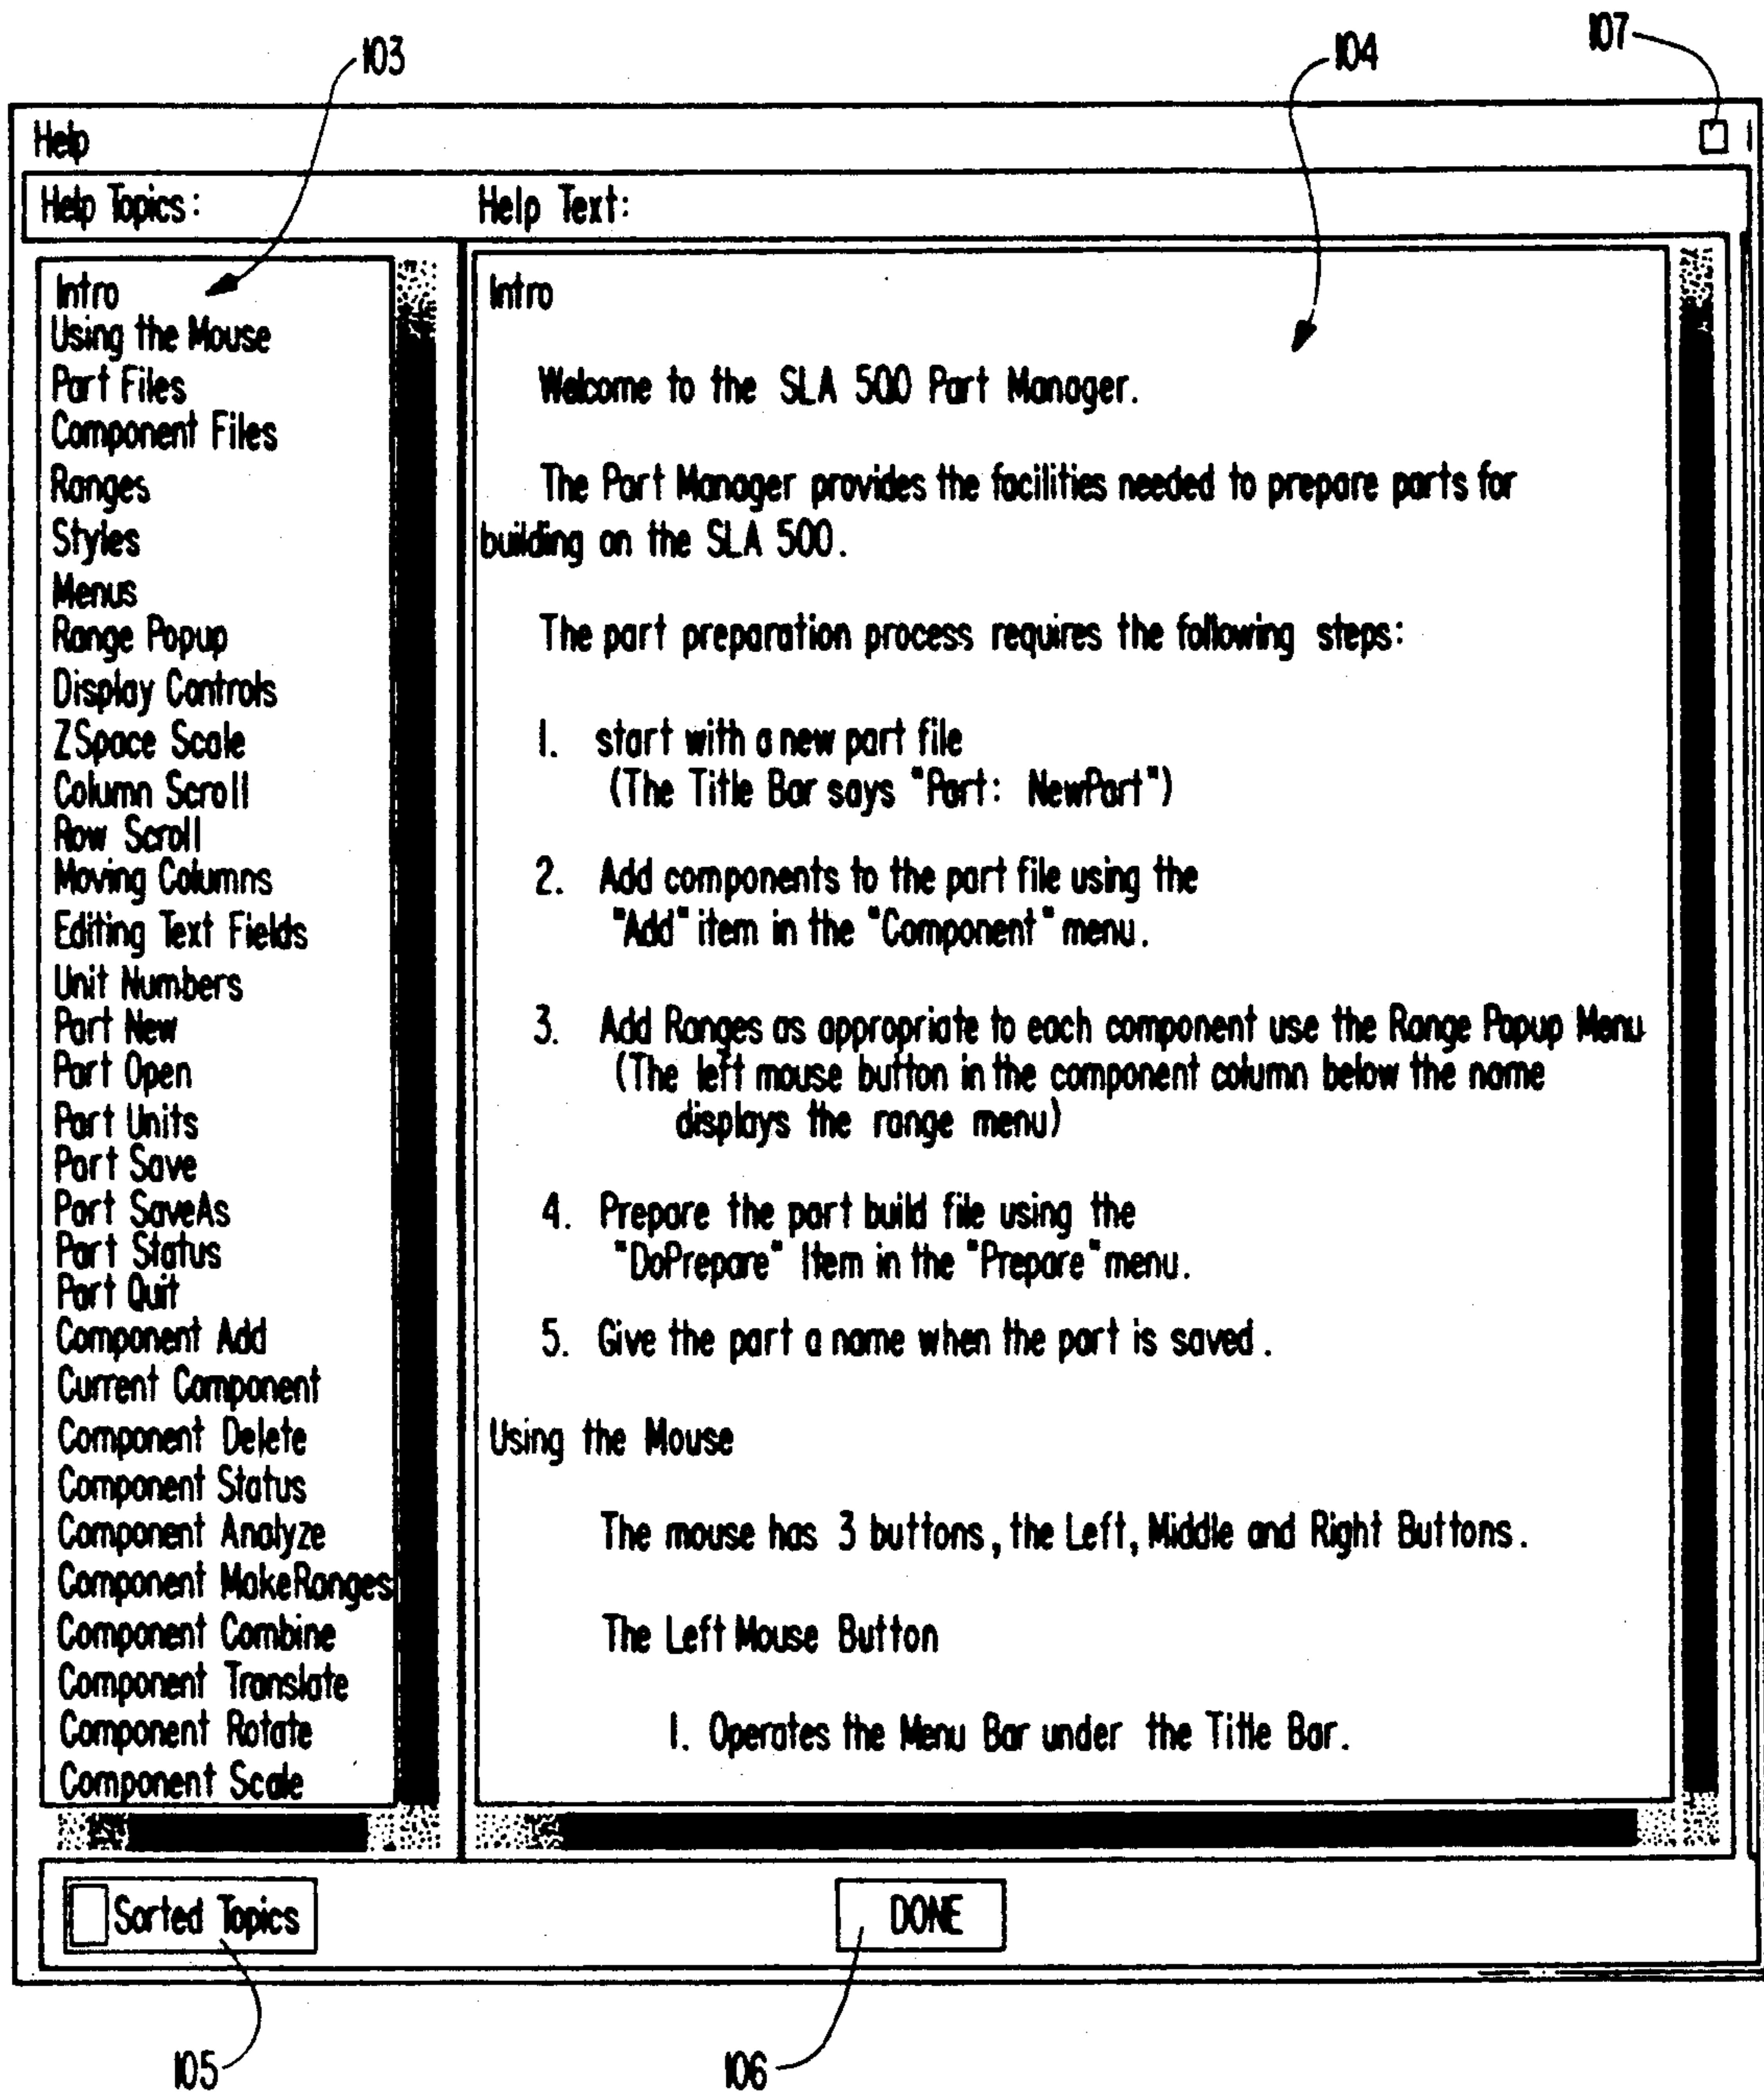 103
104
107
Help
Help Topics:
Help Text:
Intro
Using the Mouse
Part Files
Component Files
Ranges
Styles
Menus
Range Popup
Display Controls
ZSpace Scale
Column Scroll
Row Scroll
Moving Columns
Editing Text Fields
Unit Numbers
Part New
Part Open
Part Units
Part Save
Part SaveAs
Part Status
Part Quit
Component Add
Current Component
Component Delete
Component Status
Component Analyze
Component MakeRanges
Component Combine
Component Translate
Component Rotate
Component Scale
Intro
Welcome to the SLA 500 Part Manager.
The Part Manager provides the facilities needed to prepare parts for
building on the SLA 500.
The part preparation process requires the following steps:
1. start with a new part file
(The Title Bar says "Part: NewPart")
2. Add components to the part file using the
"Add" item in the "Component" menu.
3. Add Ranges as appropriate to each component use the Range Popup Menu
(The left mouse button in the component column below the name
displays the range menu)
4. Prepare the part build file using the
"DoPrepare" Item in the "Prepare" menu.
5. Give the part a name when the part is saved.
Using the Mouse
The mouse has 3 buttons, the Left, Middle and Right Buttons.
The Left Mouse Button
1. Operates the Menu Bar under the Title Bar.
Sorted Topics
DONE
105
106